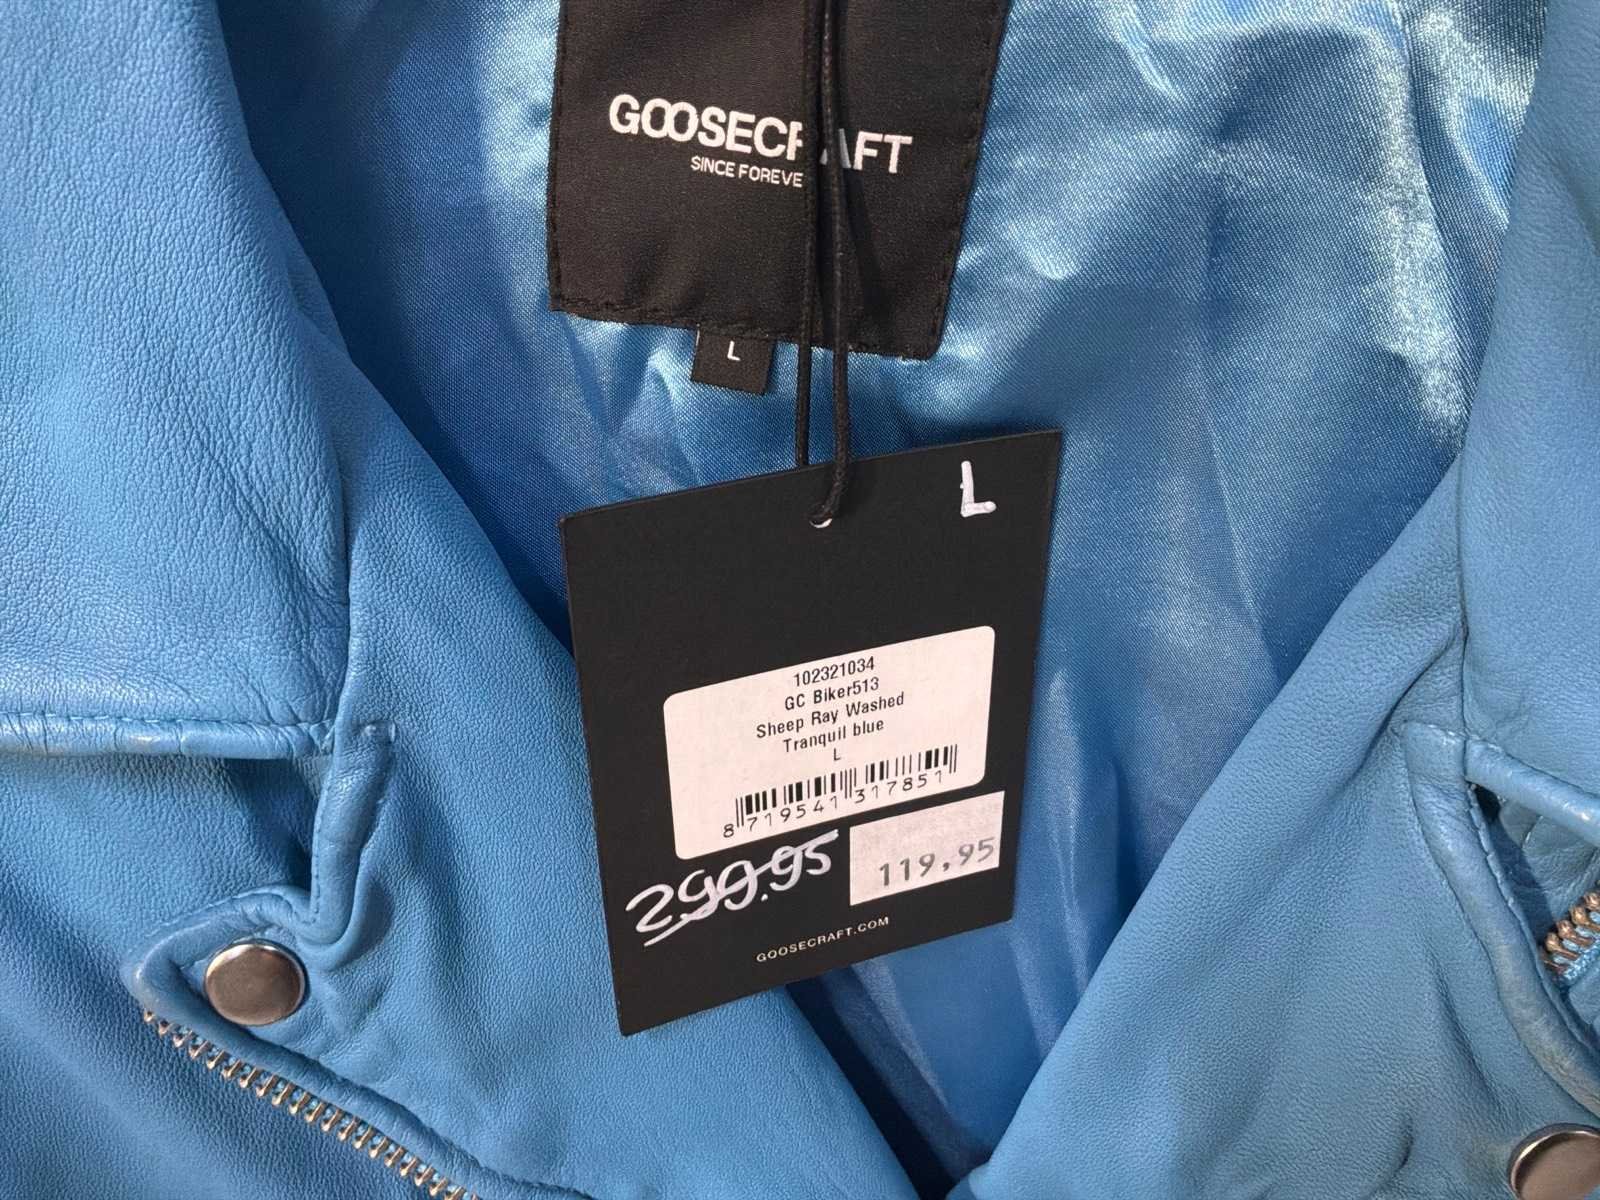 GOOSECRAFT
SINCE FOREVE
L
L
102321034
GC Biker513
Sheep Ray Washed
Tranquil blue
L
8 719541 317851
299.95
119,95
GOOSECRAFT.COM